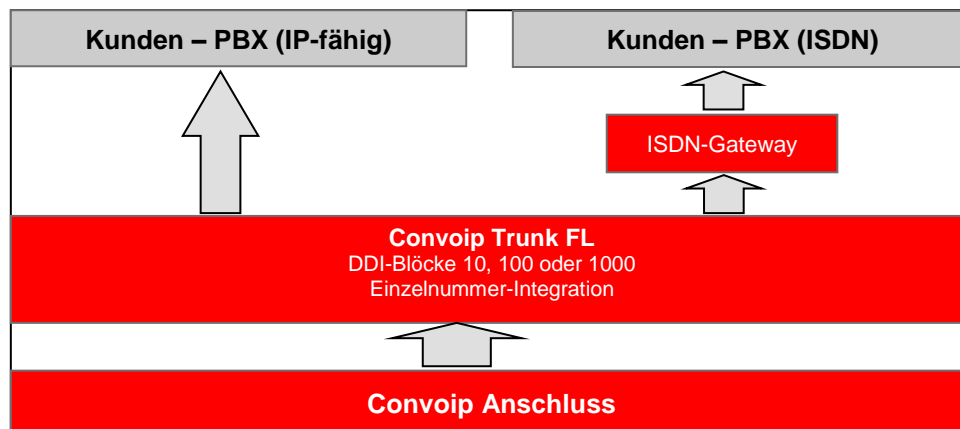 Kunden – PBX (IP-fähig)
Kunden – PBX (ISDN)
ISDN-Gateway
Convoip Trunk FL
DDI-Blöcke 10, 100 oder 1000
Einzelnummer-Integration
Convoip Anschluss